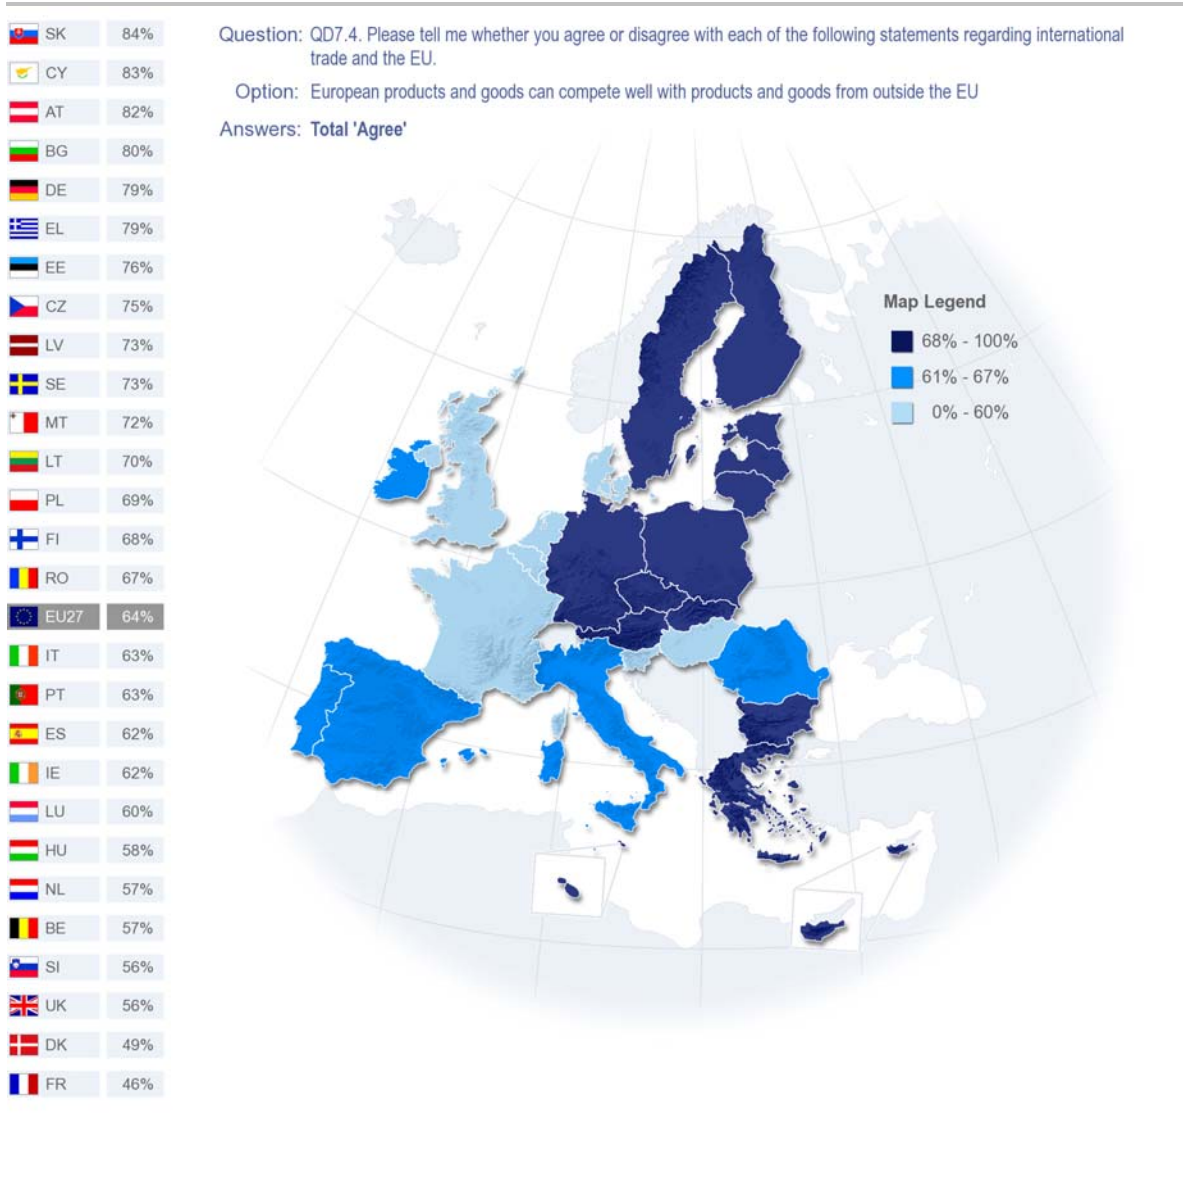 Question: QD7.4. Please tell me whether you agree or disagree with each of the following statements regarding international
trade and the EU.
Option: European products and goods can compete well with products and goods from outside the EU
Answers: Total 'Agree'
SK 84%
CY 83%
AT 82%
BG 80%
DE 79%
EL 79%
EE 76%
CZ 75%
LV 73%
SE 73%
MT 72%
LT 70%
PL 69%
FI 68%
RO 67%
EU27 64%
IT 63%
PT 63%
ES 62%
IE 62%
LU 60%
HU 58%
NL 57%
BE 57%
SI 56%
UK 56%
DK 49%
FR 46%
Map Legend
68% - 100%
61% - 67%
0% - 60%